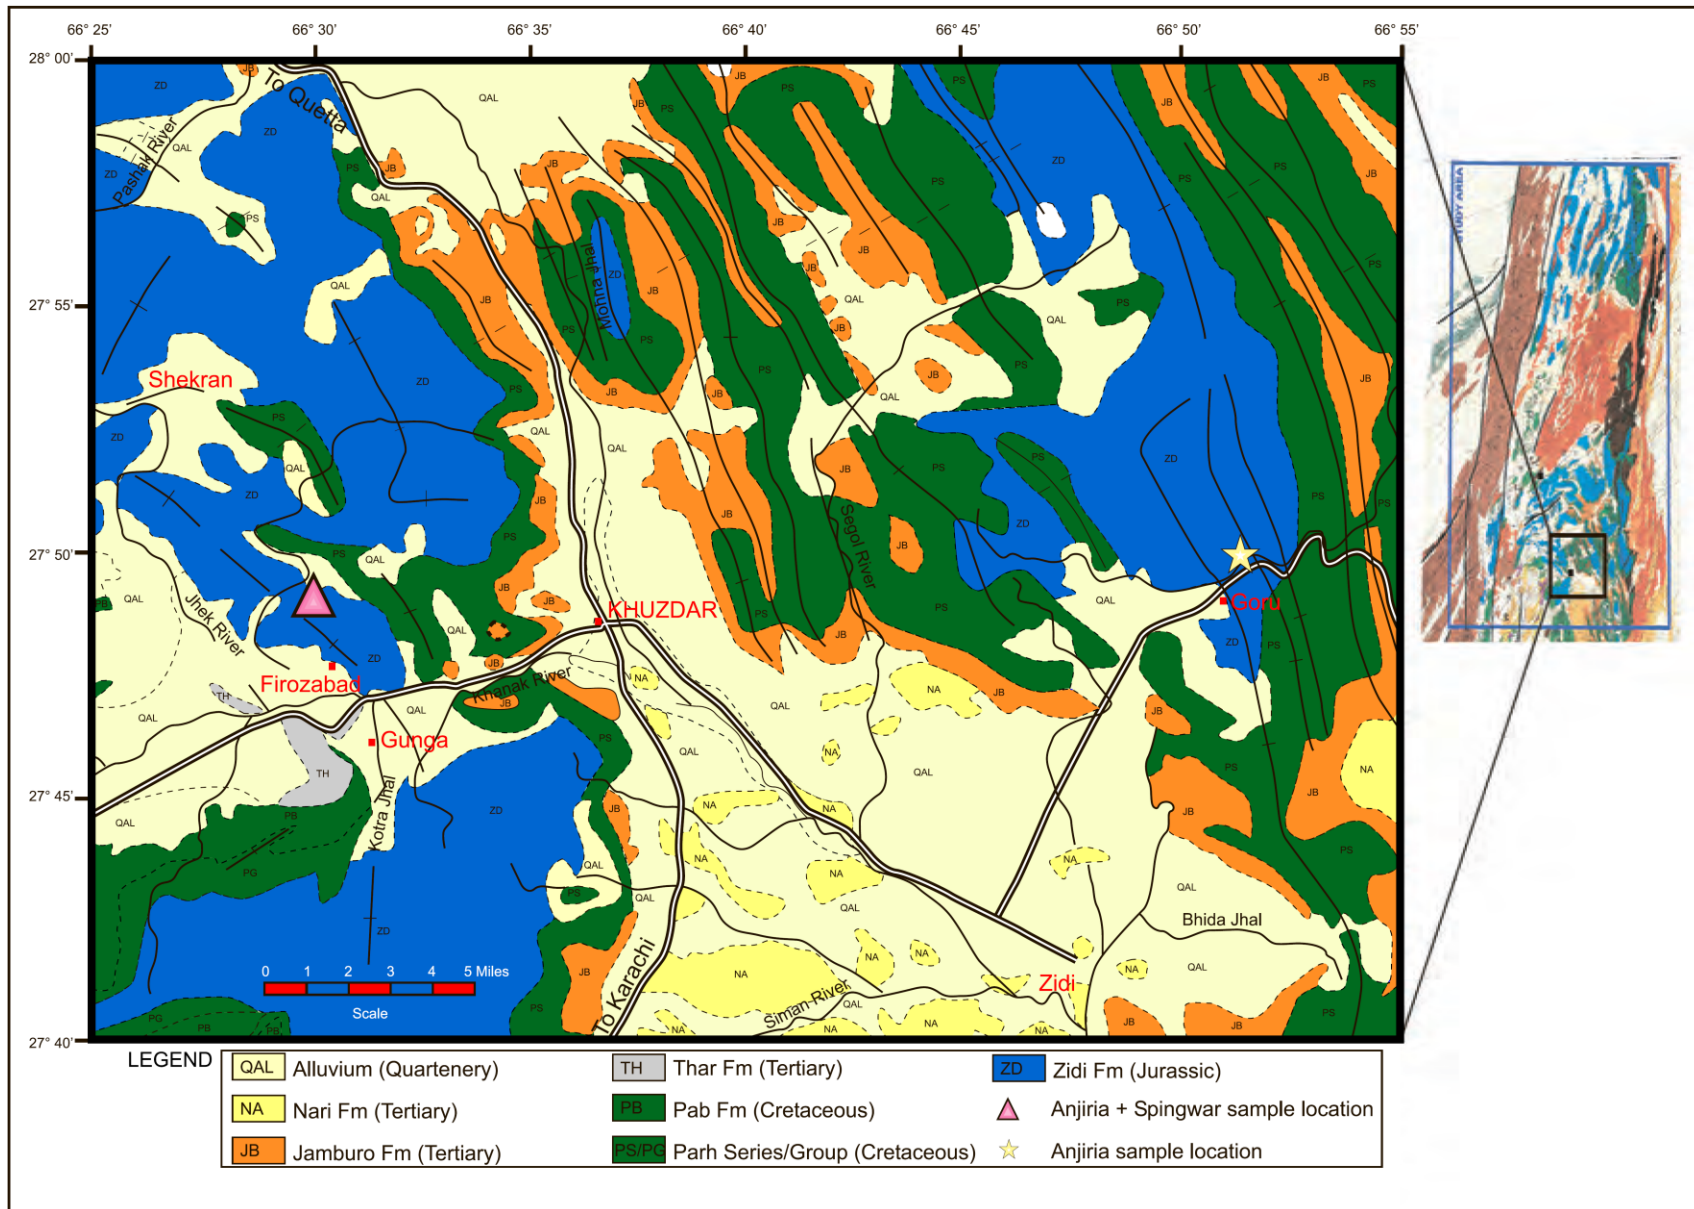 66° 25’ 66° 30’ 66° 35’ 66° 40’ 66° 45’ 66° 50’ 66° 55’
28° 00’
27° 55’
27° 50’
27° 45’
27° 40’
To Quetta
Pashak River
Mohna Jhal
Shekran
Segol River
Jhek River
KHUZDAR
Goru
Firozabad
Khanak River
Gunga
Kotra Jhal
Bhida Jhal
To Karachi
Siman River
Zidi
ZD
JB
QAL
PS
TH
PB
PG
NA
0 1 2 3 4 5 Miles
Scale
STUDY AREA
LEGEND
QAL Alluvium (Quartenery)
TH Thar Fm (Tertiary)
ZD Zidi Fm (Jurassic)
NA Nari Fm (Tertiary)
PB Pab Fm (Cretaceous)
Anjiria + Spingwar sample location
JB Jamburo Fm (Tertiary)
PS/PG Parh Series/Group (Cretaceous)
Anjiria sample location